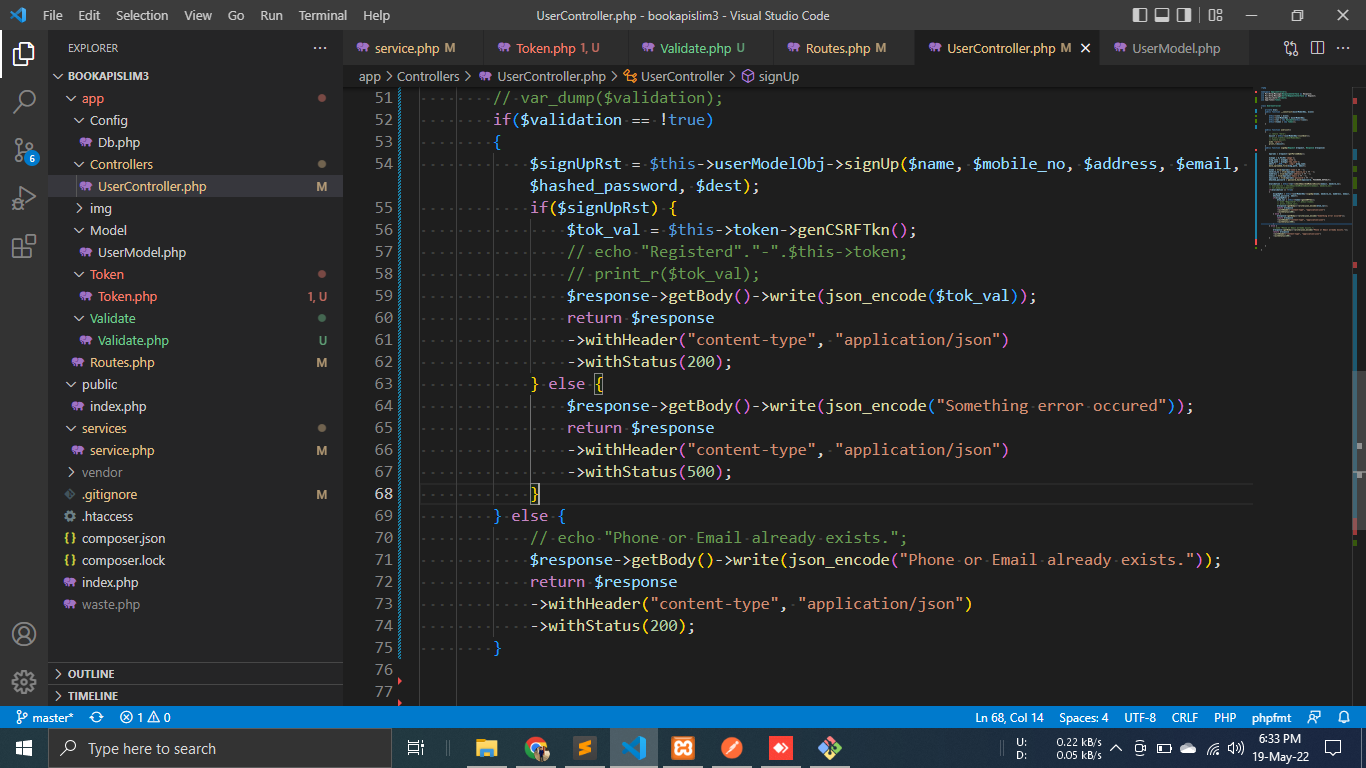 File Edit Selection View Go Run Terminal Help
UserController.php - bookapislim3 - Visual Studio Code
EXPLORER
BOOKAPISLIM3
app
Config
Db.php
Controllers
UserController.php M
img
Model
UserModel.php
Token
Token.php 1, U
Validate
Validate.php U
Routes.php M
public
index.php
services
service.php M
vendor
.gitignore M
.htaccess
composer.json
composer.lock
index.php
waste.php
OUTLINE
TIMELINE
6
service.php M Token.php 1, U Validate.php U Routes.php M UserController.php M UserModel.php
app > Controllers > UserController.php > UserController > signUp
51 // var_dump($validation);
52 if($validation == !true)
53 {
54 $signUpRst = $this->userModelObj->signUp($name, $mobile_no, $address, $email,
$hashed_password, $dest);
55 if($signUpRst) {
56 $tok_val = $this->token->genCSRFTkn();
57 // echo "Registerd"."-".$this->token;
58 // print_r($tok_val);
59 $response->getBody()->write(json_encode($tok_val));
60 return $response
61 ->withHeader("content-type", "application/json")
62 ->withStatus(200);
63 } else {
64 $response->getBody()->write(json_encode("Something error occured"));
65 return $response
66 ->withHeader("content-type", "application/json")
67 ->withStatus(500);
68 }
69 } else {
70 // echo "Phone or Email already exists.";
71 $response->getBody()->write(json_encode("Phone or Email already exists."));
72 return $response
73 ->withHeader("content-type", "application/json")
74 ->withStatus(200);
75 }
76
77
master* 1 0
Ln 68, Col 14 Spaces: 4 UTF-8 CRLF PHP phpfmt
Type here to search
U: 0.22 kB/s
D: 0.05 kB/s
6:33 PM
19-May-22